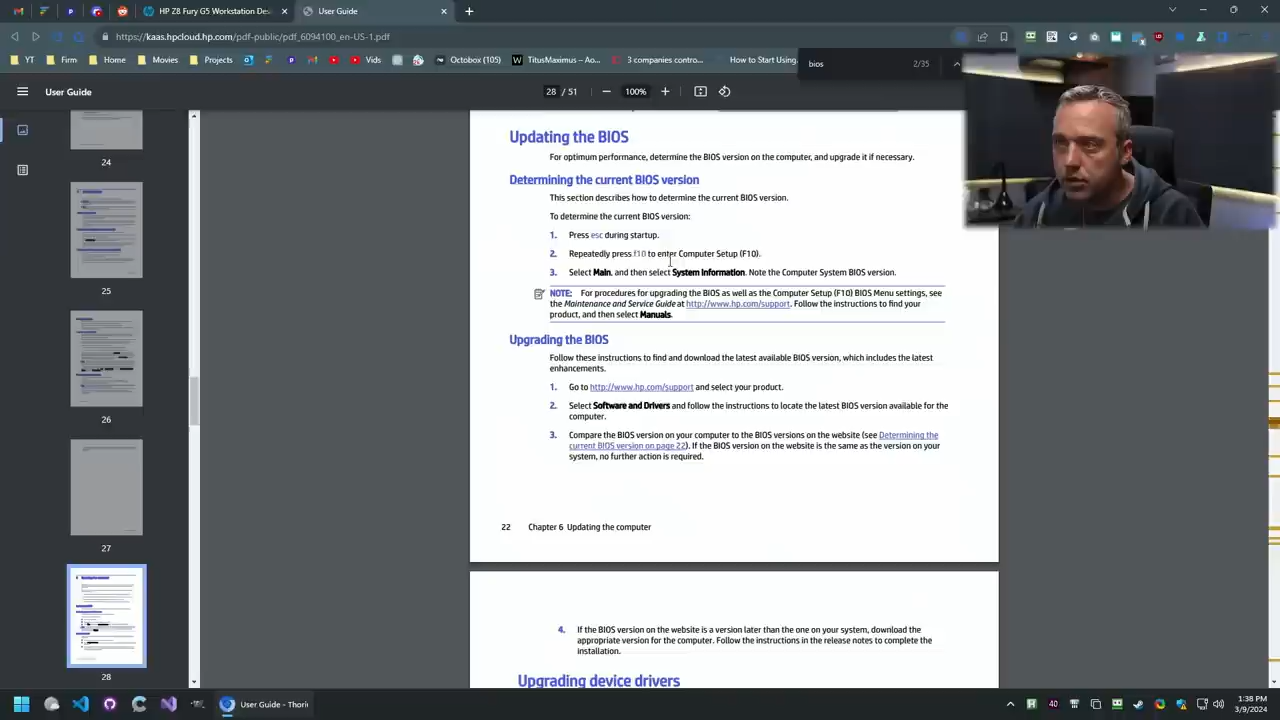 HP Z8 Fury G5 Workstation Des
User Guide
https://kaas.hpcloud.hp.com/pdf-public/pdf_6094100_en-US-1.pdf
YT
Firm
Home
Movies
Projects
Vids
Octobox (105)
TitusMaximus – Ao...
3 companies contro...
How to Start Using...
bios
2/35
User Guide
28 / 51
100%
24
25
26
27
28
Updating the BIOS
For optimum performance, determine the BIOS version on the computer, and upgrade it if necessary.
Determining the current BIOS version
This section describes how to determine the current BIOS version.
To determine the current BIOS version:
1. Press esc during startup.
2. Repeatedly press f10 to enter Computer Setup (F10).
3. Select Main, and then select System Information. Note the Computer System BIOS version.
NOTE: For procedures for upgrading the BIOS as well as the Computer Setup (F10) BIOS Menu settings, see
the Maintenance and Service Guide at http://www.hp.com/support. Follow the instructions to find your
product, and then select Manuals.
Upgrading the BIOS
Follow these instructions to find and download the latest available BIOS version, which includes the latest
enhancements.
1. Go to http://www.hp.com/support and select your product.
2. Select Software and Drivers and follow the instructions to locate the latest BIOS version available for the
computer.
3. Compare the BIOS version on your computer to the BIOS versions on the website (see Determining the
current BIOS version on page 22). If the BIOS version on the website is the same as the version on your
system, no further action is required.
22 Chapter 6 Updating the computer
4. If the BIOS version on the website is a version later than the one on your system, download the
appropriate version for the computer. Follow the instructions in the release notes to complete the
installation.
Upgrading device drivers
User Guide - Thori
40
1:38 PM
3/9/2024